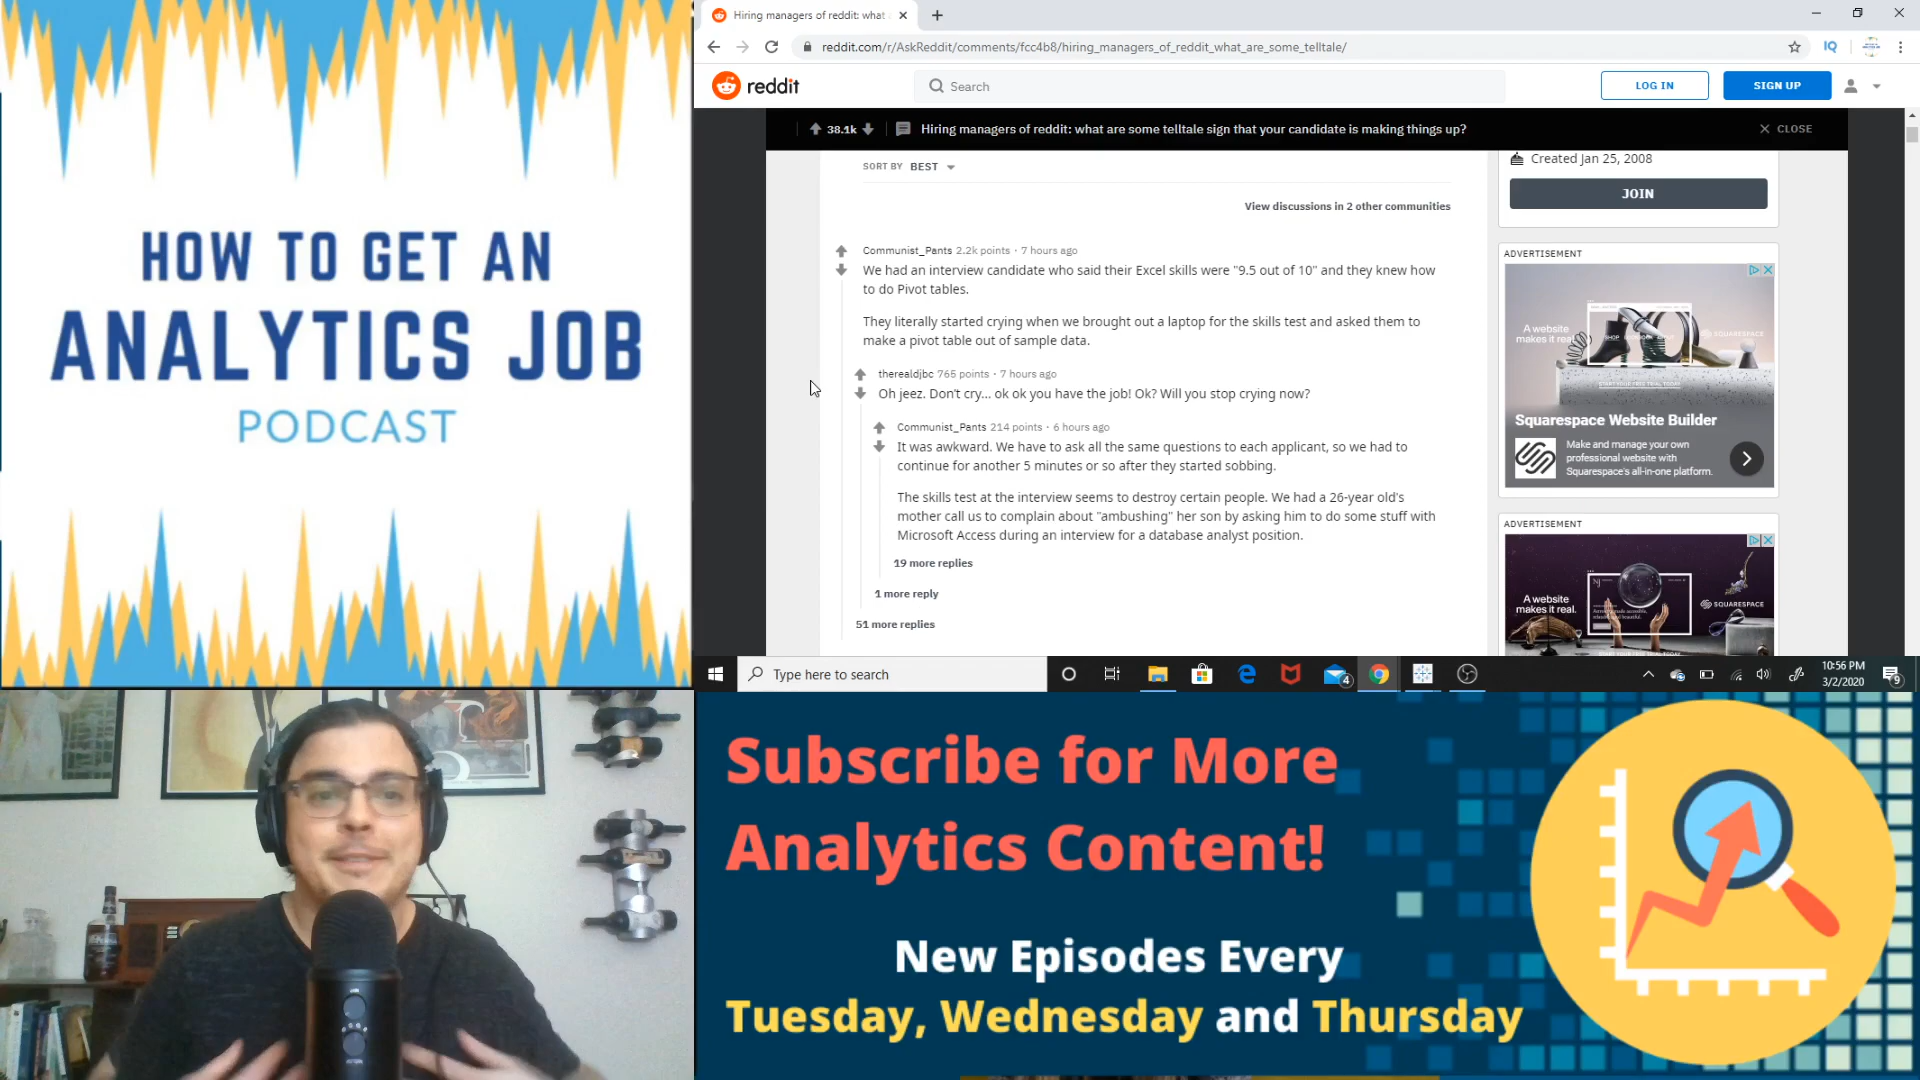 HOW TO GET AN
ANALYTICS JOB
PODCAST
Hiring managers of reddit: what
reddit.com/r/AskReddit/comments/fcc4b8/hiring_managers_of_reddit_what_are_some_telltale/
IQ
reddit
Search
LOG IN
SIGN UP
38.1k
Hiring managers of reddit: what are some telltale sign that your candidate is making things up?
CLOSE
SORT BY BEST
View discussions in 2 other communities
Communist_Pants 2.2k points · 7 hours ago
We had an interview candidate who said their Excel skills were "9.5 out of 10" and they knew how
to do Pivot tables.
They literally started crying when we brought out a laptop for the skills test and asked them to
make a pivot table out of sample data.
therealdjbc 765 points · 7 hours ago
Oh jeez. Don't cry... ok ok you have the job! Ok? Will you stop crying now?
Communist_Pants 214 points · 6 hours ago
It was awkward. We have to ask all the same questions to each applicant, so we had to
continue for another 5 minutes or so after they started sobbing.
The skills test at the interview seems to destroy certain people. We had a 26-year old's
mother call us to complain about "ambushing" her son by asking him to do some stuff with
Microsoft Access during an interview for a database analyst position.
19 more replies
1 more reply
51 more replies
Created Jan 25, 2008
JOIN
ADVERTISEMENT
A website
makes it real.
SQUARESPACE
Squarespace Website Builder
Make and manage your own
professional website with
Squarespace's all-in-one platform.
ADVERTISEMENT
A website
makes it real.
SQUARESPACE
Type here to search
4
10:56 PM
3/2/2020
9
Subscribe for More
Analytics Content!
New Episodes Every
Tuesday, Wednesday and Thursday